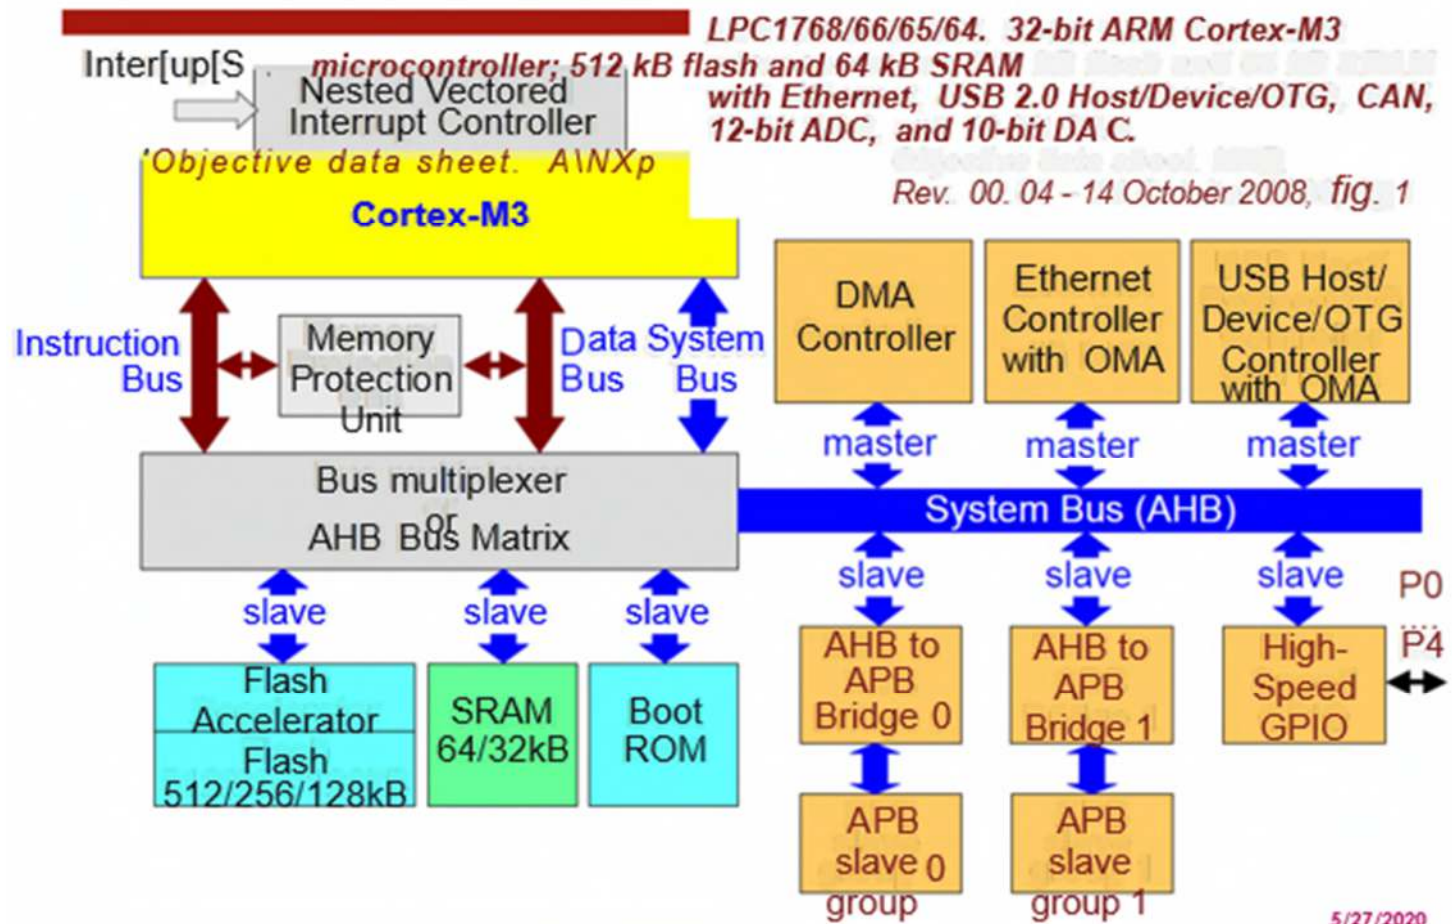 LPC1768/66/65/64. 32-bit ARM Cortex-M3
microcontroller; 512 kB flash and 64 kB SRAM
with Ethernet, USB 2.0 Host/Device/OTG, CAN,
12-bit ADC, and 10-bit DA C.
'Objective data sheet. A\NXp
Rev. 00. 04 - 14 October 2008, fig. 1
Inter[up[S
Nested Vectored
Interrupt Controller
Cortex-M3
Instruction
Bus
Memory
Protection
Unit
Data
Bus
System
Bus
DMA
Controller
Ethernet
Controller
with OMA
USB Host/
Device/OTG
Controller
with OMA
master
master
master
Bus multiplexer
or
AHB Bus Matrix
System Bus (AHB)
slave
slave
slave
slave
slave
slave
P0
....
P4
Flash
Accelerator
Flash
512/256/128kB
SRAM
64/32kB
Boot
ROM
AHB to
APB
Bridge 0
AHB to
APB
Bridge 1
High-
Speed
GPIO
APB
slave 0
group
APB
slave
group 1
5/27/2020